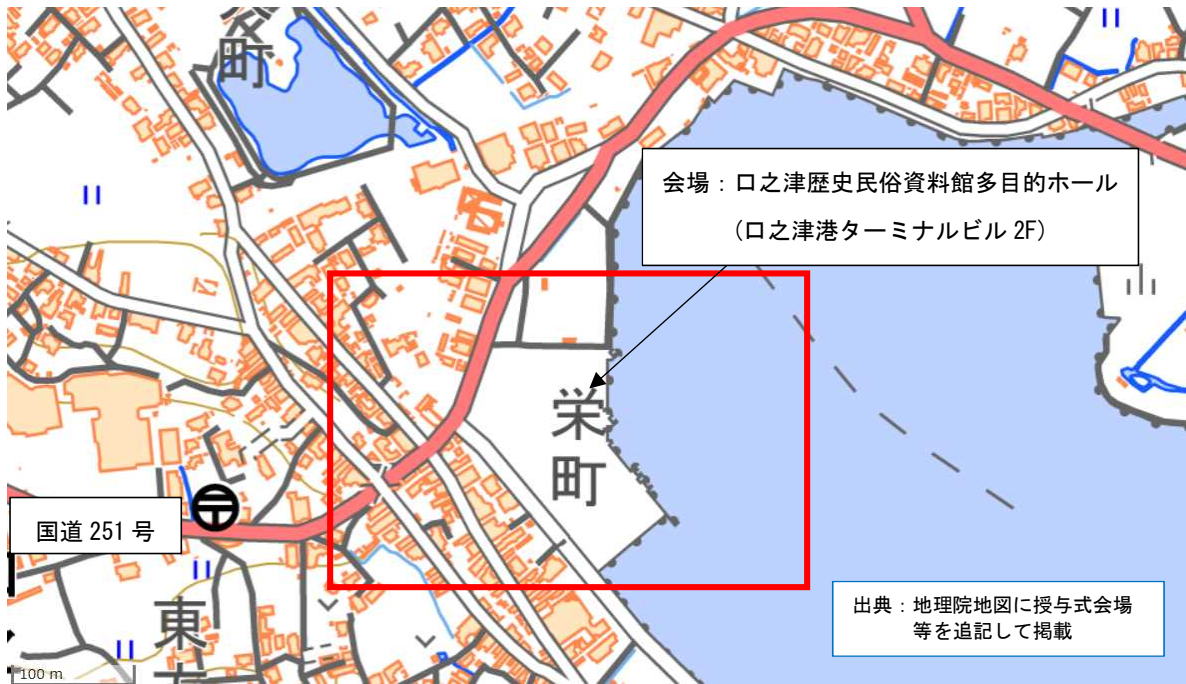 町
会場：口之津歴史民俗資料館多目的ホール
(口之津港ターミナルビル 2F)
栄町
国道 251 号
出典：地理院地図に授与式会場
等を追記して掲載
東
100 m